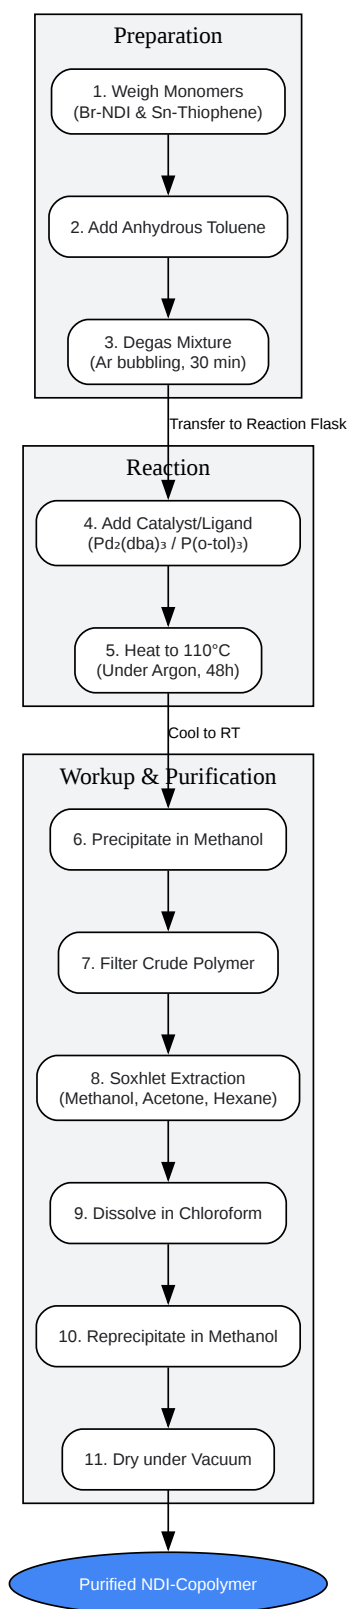 Preparation
1. Weigh Monomers
(Br-NDI & Sn-Thiophene)
2. Add Anhydrous Toluene
3. Degas Mixture
(Ar bubbling, 30 min)
Transfer to Reaction Flask
Reaction
4. Add Catalyst/Ligand
(Pd₂(dba)₃ / P(o-tol)₃)
5. Heat to 110°C
(Under Argon, 48h)
Cool to RT
Workup & Purification
6. Precipitate in Methanol
7. Filter Crude Polymer
8. Soxhlet Extraction
(Methanol, Acetone, Hexane)
9. Dissolve in Chloroform
10. Reprecipitate in Methanol
11. Dry under Vacuum
Purified NDI-Copolymer